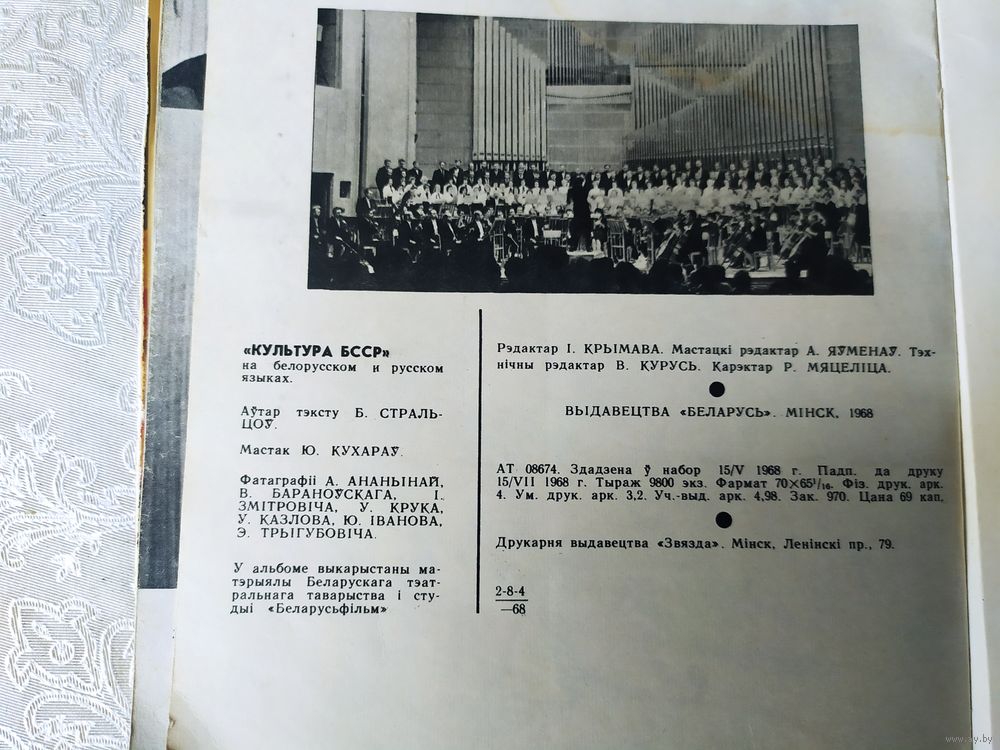 «КУЛЬТУРА БССР»
на белорусском и русском
языках.
Аўтар тэксту Б. СТРАЛЬ-
ЦОЎ.
Мастак Ю. КУХАРАЎ.
Фатаграфіі А. АНАНЬІНАЙ,
В. БАРАНОЎСКАГА, І.
ЗМІТРОВІЧА, У. КРУКА,
У. КАЗЛОВА, Ю. ІВАНОВА,
Э. ТРЫГУБОВІЧА.
У альбоме выкарыстаны ма-
тэрыялы Беларускага тэат-
ральнага таварыства і сту-
дыі «Беларусьфільм»
Рэдактар І. КРЫМАВА. Мастацкі рэдактар А. ЯЎМЕНАЎ. Тэх-
нічны рэдактар В. КУРУСЬ. Карэктар Р. МЯЦЕЛІЦА.
ВЫДАВЕЦТВА «БЕЛАРУСЬ». МІНСК, 1968
АТ 08674. Здадзена ў набор 15/V 1968 г. Падп. да друку
15/VII 1968 г. Тыраж 9800 экз. Фармат 70×65¹/₁₆. Фіз. друк. арк.
4. Ум. друк. арк. 3,2. Уч.-выд. арк. 4,98. Зак. 970. Цана 69 кап.
Друкарня выдавецтва «Звязда». Мінск, Ленінскі пр., 79.
2-8-4
—68
www.ay.by